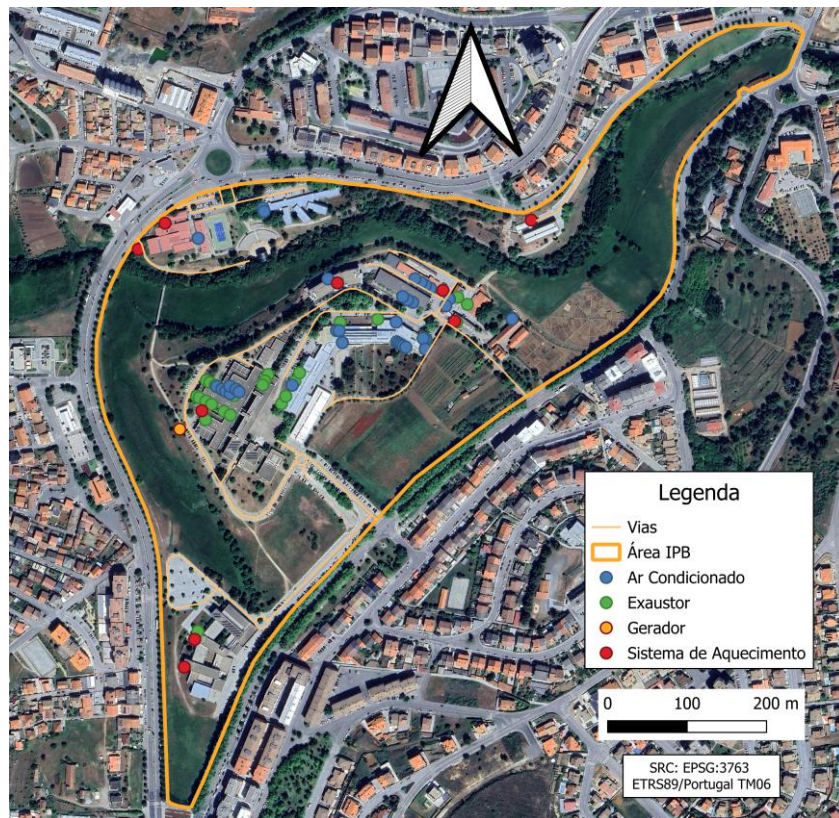 Legenda
Vias
Área IPB
Ar Condicionado
Exaustor
Gerador
Sistema de Aquecimento
0 100 200 m
SRC: EPSG:3763
ETRS89/Portugal TM06